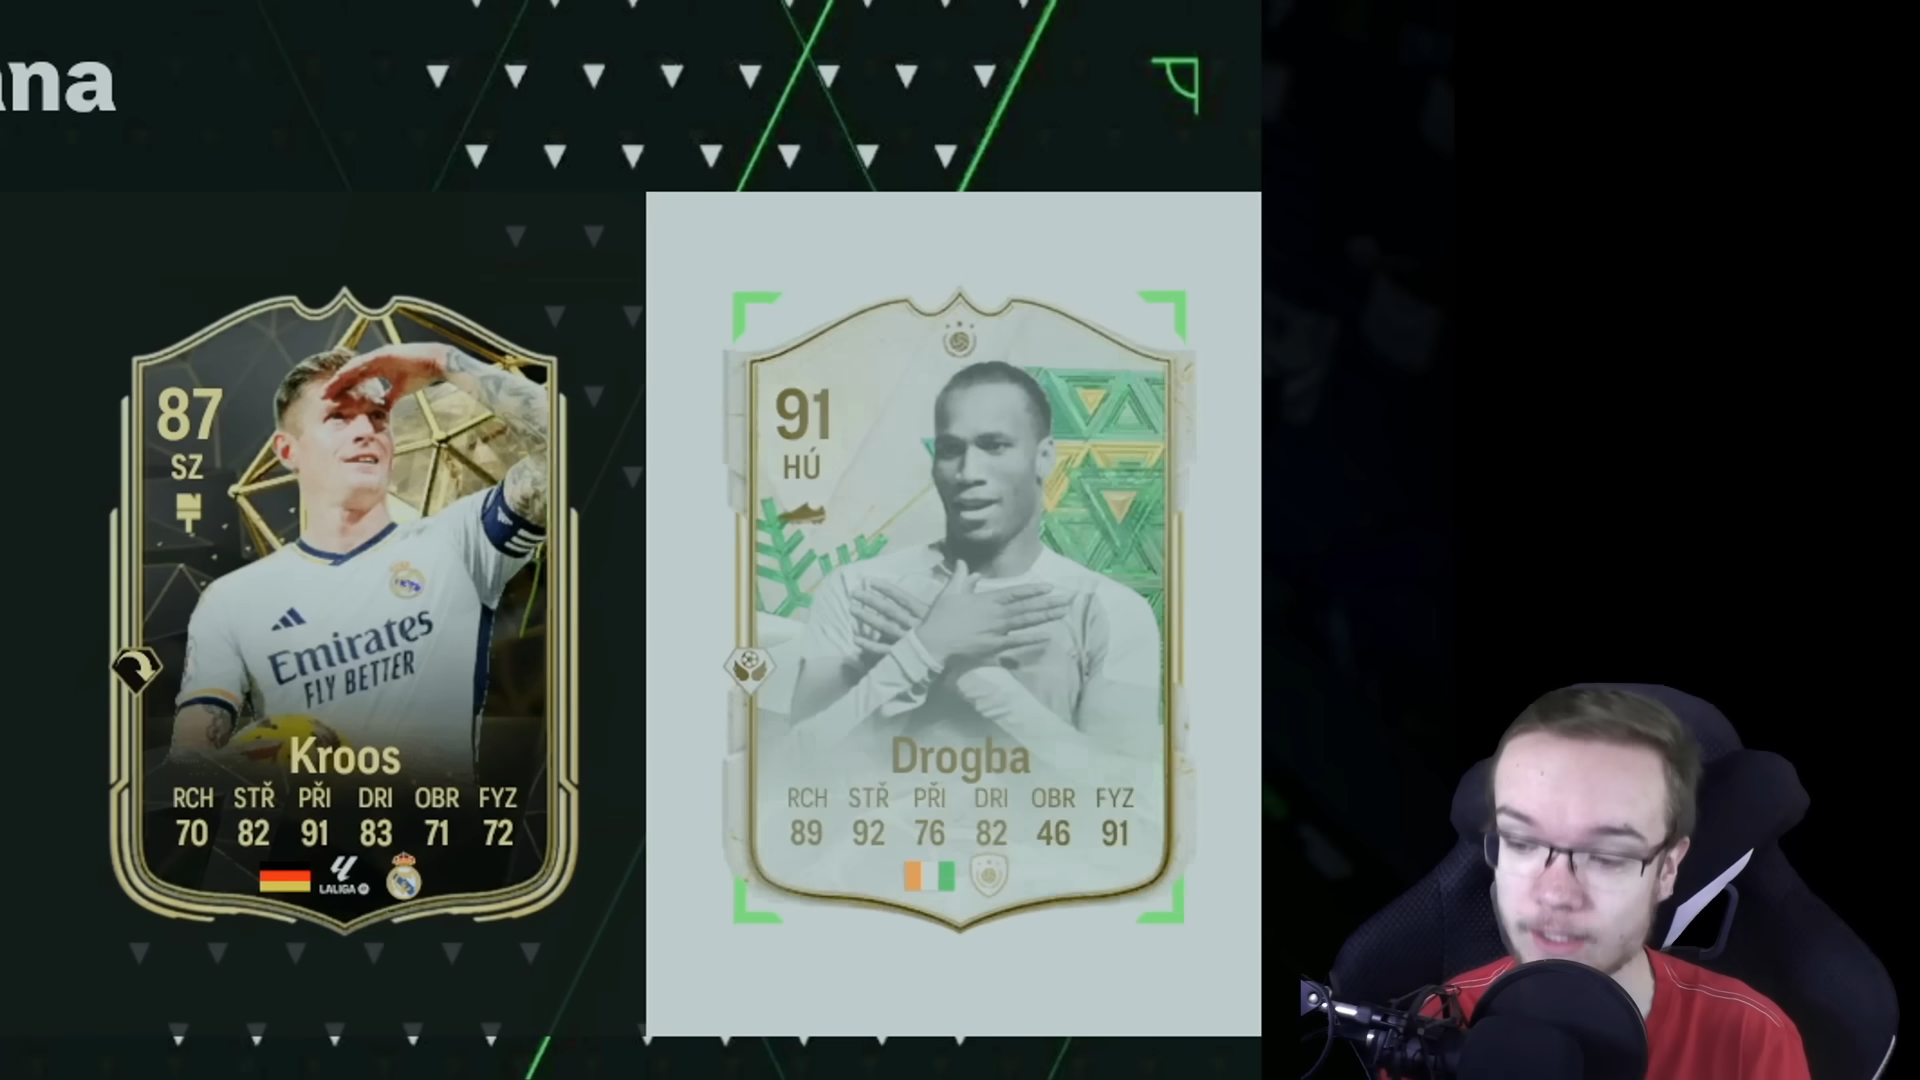 ana
87
SZ
Emirates
FLY BETTER
Kroos
RCH STŘ PŘI DRI OBR FYZ
70 82 91 83 71 72
LALIGA
91
HÚ
Drogba
RCH STŘ PŘI DRI OBR FYZ
89 92 76 82 46 91